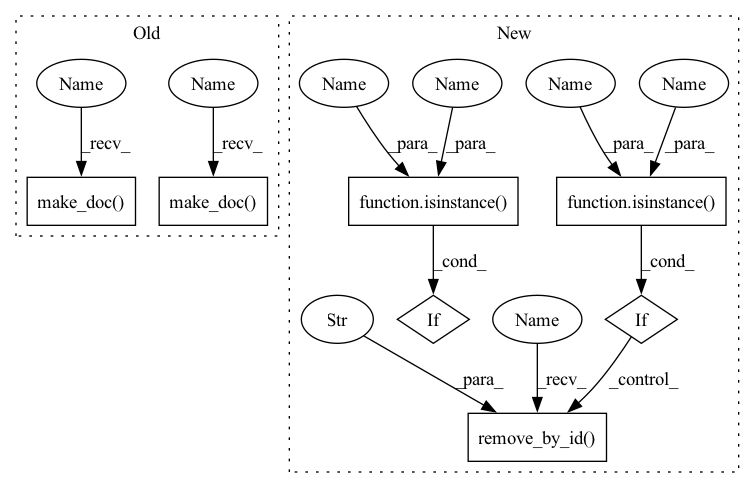 Old
New
Name
Name
Name
Name
Name
Name
_recv_
_recv_
_para_
_para_
_para_
_para_
make_doc()
make_doc()
function.isinstance()
function.isinstance()
_cond_
_cond_
Str
If
Name
If
_para_
_recv_
_control_
remove_by_id()